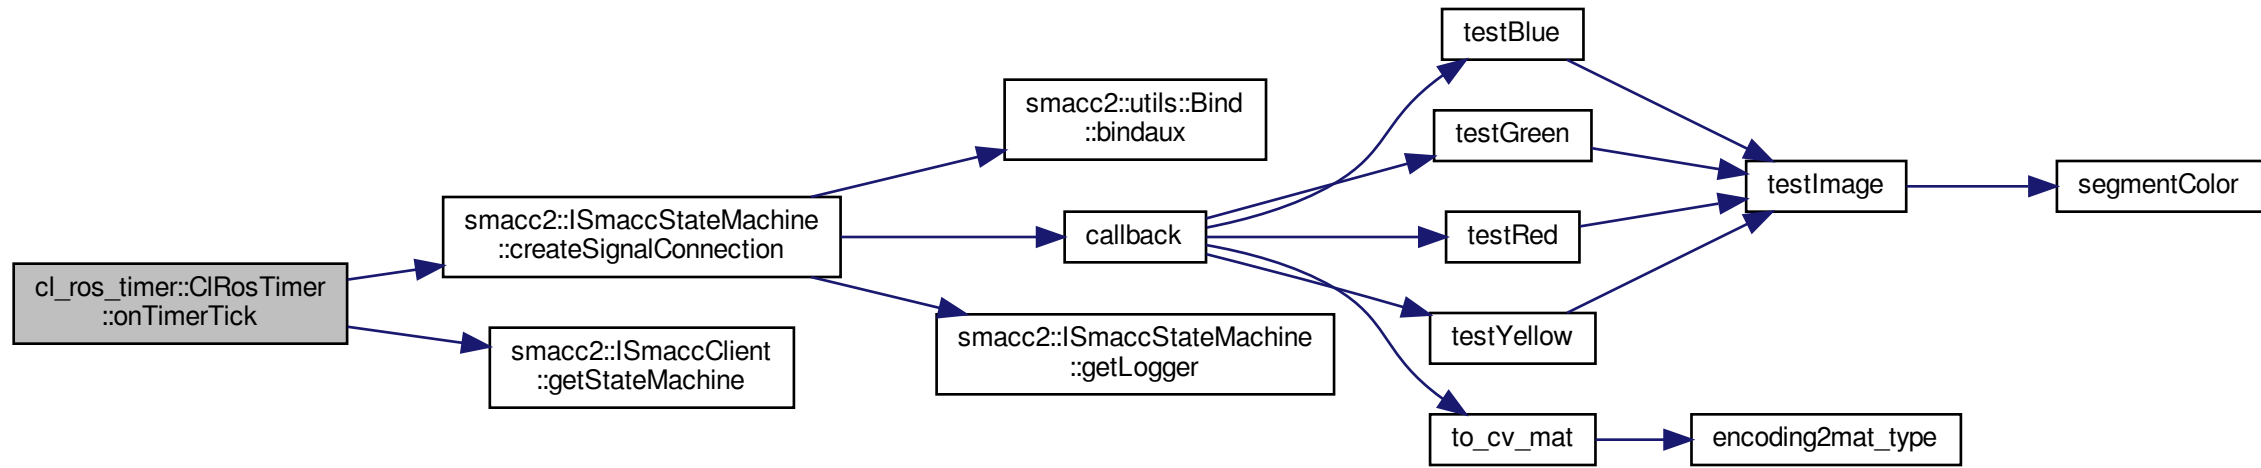 cl_ros_timer::ClRosTimer
::onTimerTick
smacc2::ISmaccStateMachine
::createSignalConnection
smacc2::ISmaccClient
::getStateMachine
smacc2::utils::Bind
::bindaux
callback
smacc2::ISmaccStateMachine
::getLogger
testBlue
testGreen
testRed
testYellow
to_cv_mat
testImage
encoding2mat_type
segmentColor